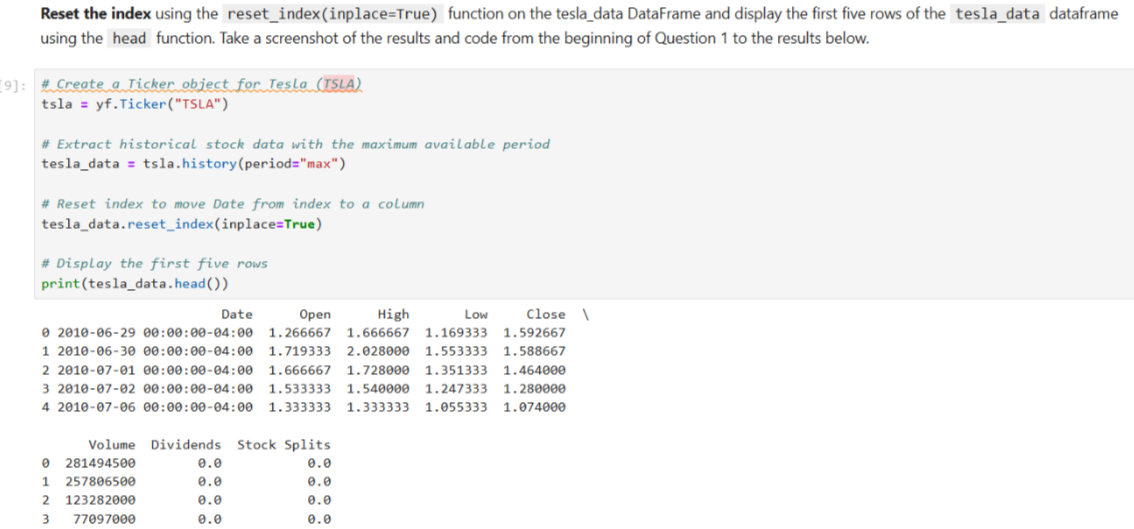 Reset the index using the reset_index(inplace=True) function on the tesla_data DataFrame and display the first five rows of the tesla_data dataframe
using the head function. Take a screenshot of the results and code from the beginning of Question 1 to the results below.
[9]: # Create a Ticker object for Tesla (TSLA)
tsla = yf.Ticker("TSLA")
# Extract historical stock data with the maximum available period
tesla_data = tsla.history(period="max")
# Reset index to move Date from index to a column
tesla_data.reset_index(inplace=True)
# Display the first five rows
print(tesla_data.head())
Date Open High Low Close \
0 2010-06-29 00:00:00-04:00 1.266667 1.666667 1.169333 1.592667
1 2010-06-30 00:00:00-04:00 1.719333 2.028000 1.553333 1.588667
2 2010-07-01 00:00:00-04:00 1.666667 1.728000 1.351333 1.464000
3 2010-07-02 00:00:00-04:00 1.533333 1.540000 1.247333 1.280000
4 2010-07-06 00:00:00-04:00 1.333333 1.333333 1.055333 1.074000
Volume Dividends Stock Splits
0 281494500 0.0 0.0
1 257806500 0.0 0.0
2 123282000 0.0 0.0
3 77097000 0.0 0.0